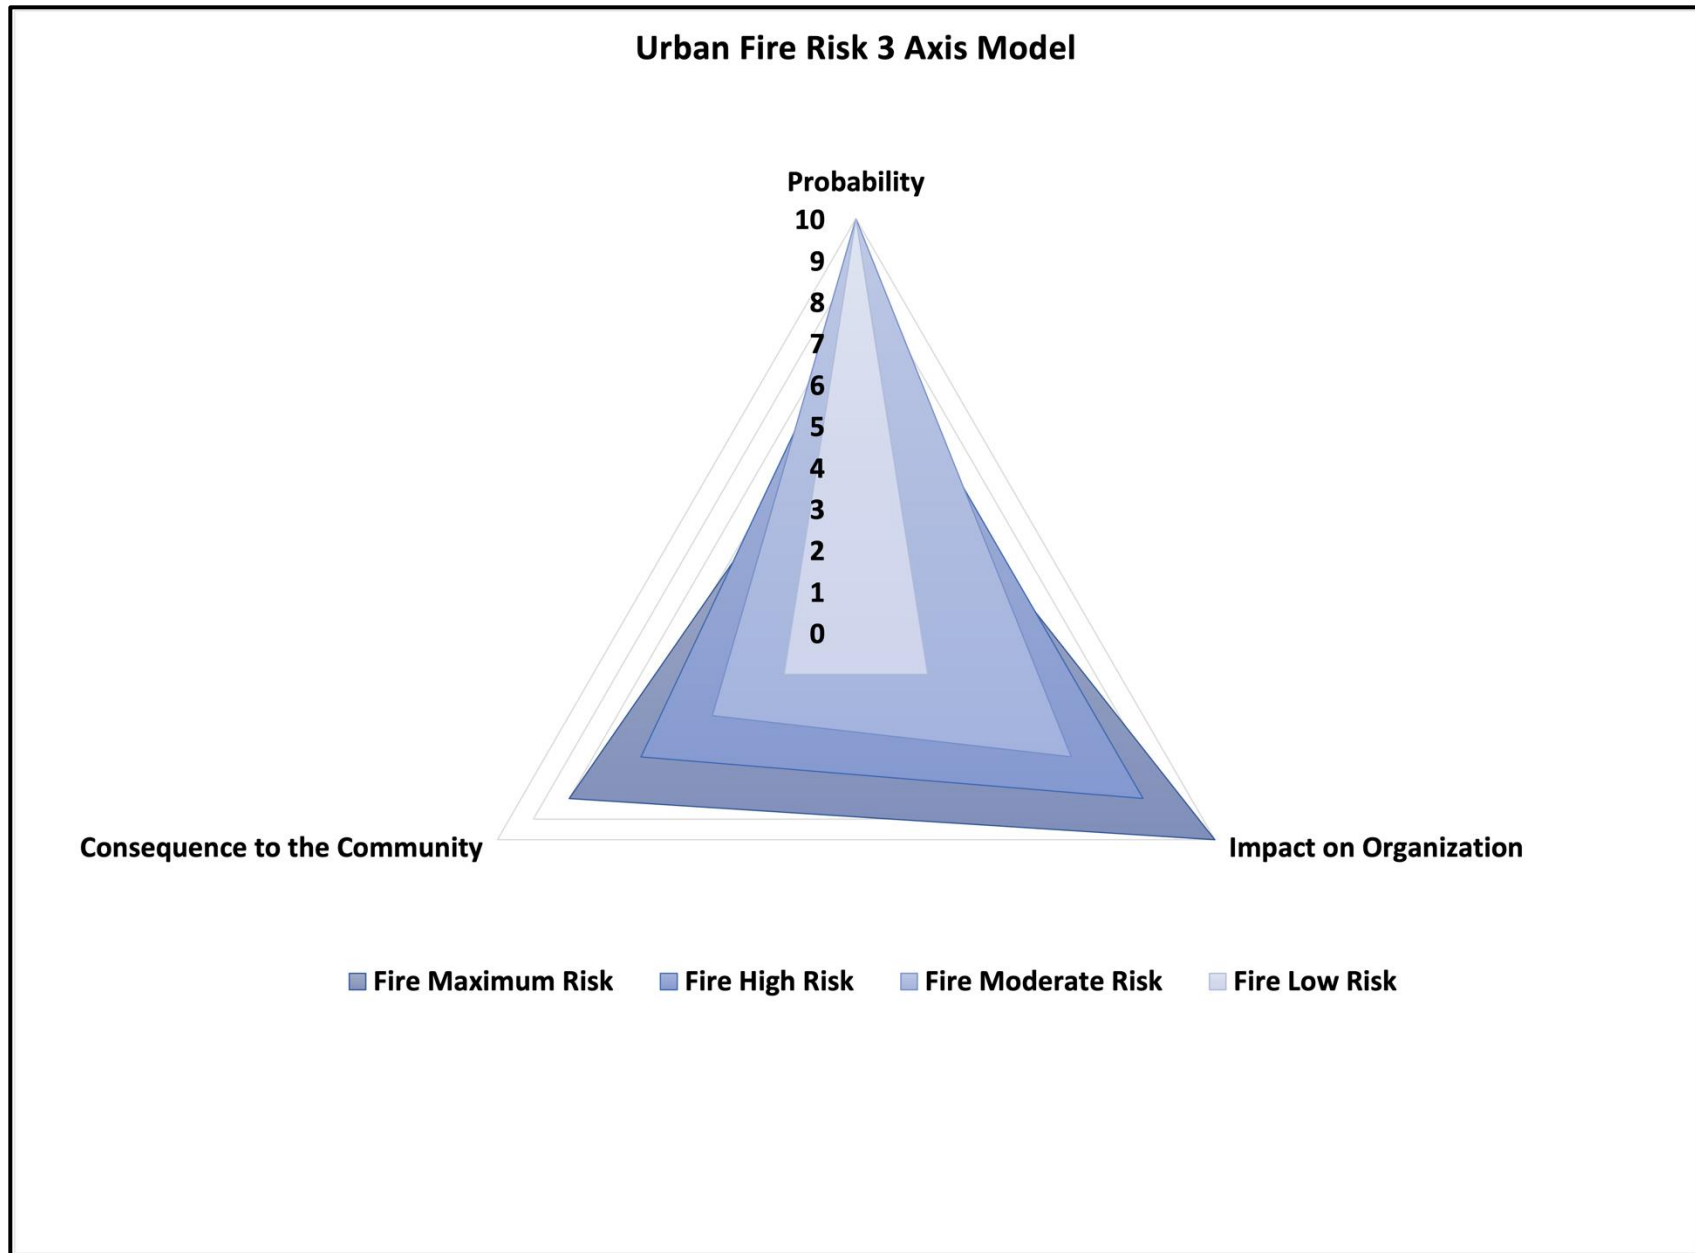 Urban Fire Risk 3 Axis Model
Probability
10
9
8
7
6
5
4
3
2
1
0
Consequence to the Community
Impact on Organization
Fire Maximum Risk
Fire High Risk
Fire Moderate Risk
Fire Low Risk